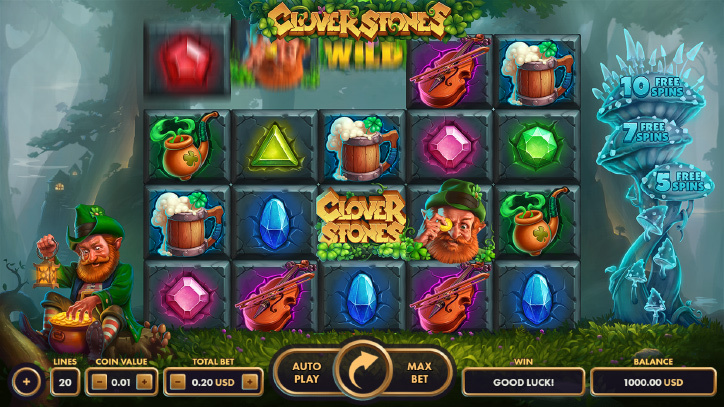 CLOVER STONES
WILD
10 FREE
SPINS
7 FREE
SPINS
5 FREE
SPINS
CLOVER
STONES
LINES
COIN VALUE
TOTAL BET
AUTO
PLAY
MAX
BET
WIN
BALANCE
+
20
- 0.01 +
- 0.20 USD +
GOOD LUCK!
1000.00 USD